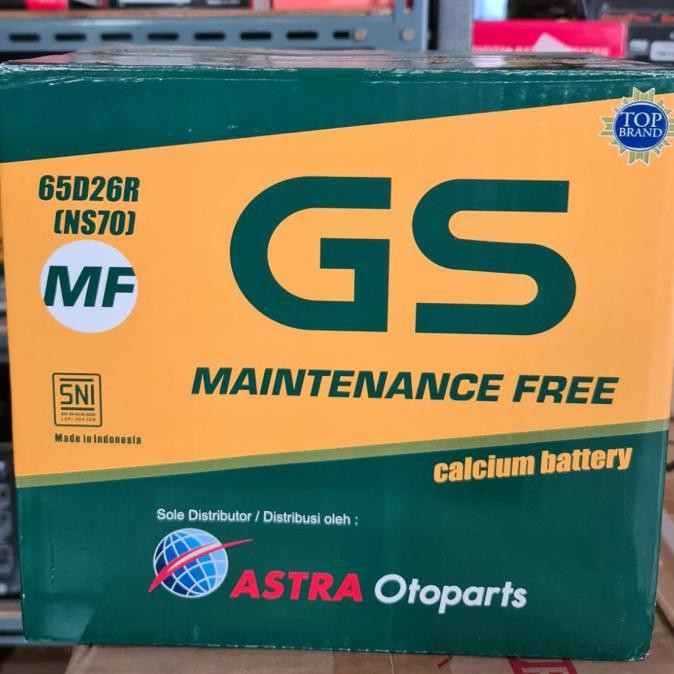 TOP
BRAND
65D26R
(NS70)
GS
MF
MAINTENANCE FREE
SNI
Made in Indonesia
calcium battery
Sole Distributor / Distribusi oleh :
ASTRA Otoparts